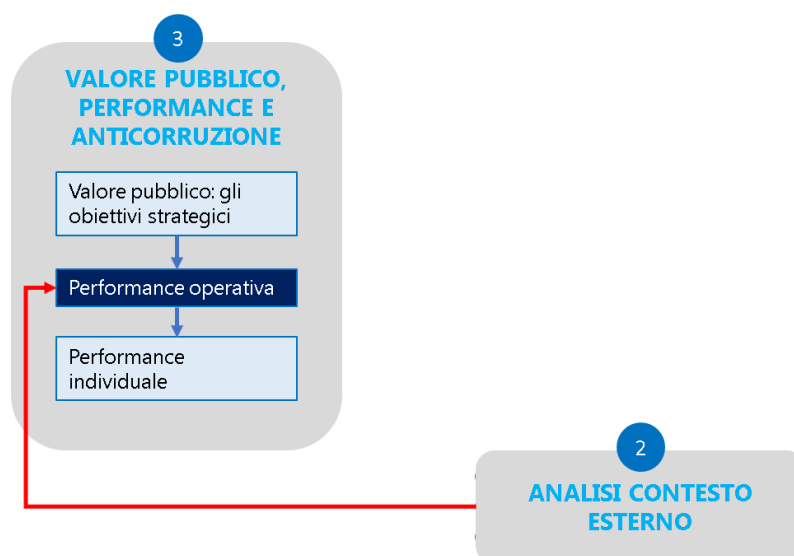 3
VALORE PUBBLICO,
PERFORMANCE E
ANTICORRUZIONE
Valore pubblico: gli
obiettivi strategici
Performance operativa
Performance
individuale
2
ANALISI CONTESTO
ESTERNO